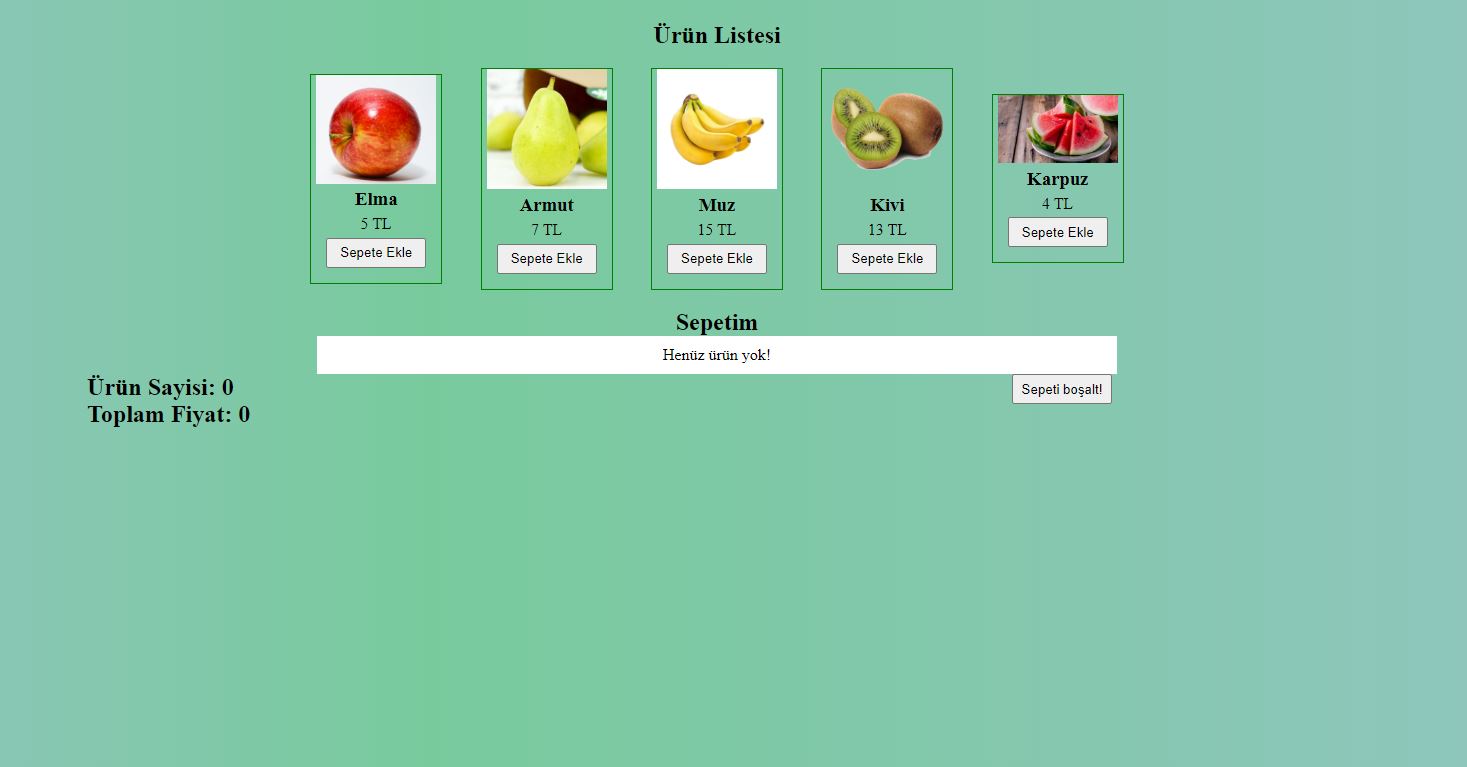 Ürün Listesi
Elma
5 TL
Sepete Ekle
Armut
7 TL
Sepete Ekle
Muz
15 TL
Sepete Ekle
Kivi
13 TL
Sepete Ekle
Karpuz
4 TL
Sepete Ekle
Sepetim
Henüz ürün yok!
Sepeti boşalt!
Ürün Sayisi: 0
Toplam Fiyat: 0